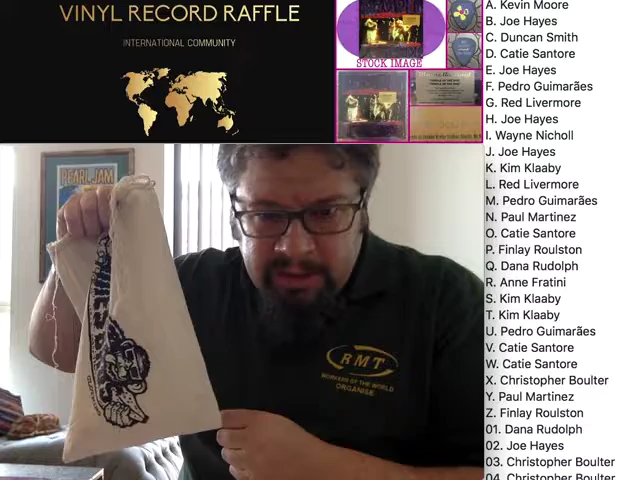 VINYL RECORD RAFFLE
INTERNATIONAL COMMUNITY
STOCK IMAGE
PEARL JAM
RMT
WORKERS OF THE WORLD
ORGANISE
A. Kevin Moore
B. Joe Hayes
C. Duncan Smith
D. Catie Santore
E. Joe Hayes
F. Pedro Guimarães
G. Red Livermore
H. Joe Hayes
I. Wayne Nicholl
J. Joe Hayes
K. Kim Klaaby
L. Red Livermore
M. Pedro Guimarães
N. Paul Martinez
O. Catie Santore
P. Finlay Roulston
Q. Dana Rudolph
R. Anne Fratini
S. Kim Klaaby
T. Kim Klaaby
U. Pedro Guimarães
V. Catie Santore
W. Catie Santore
X. Christopher Boulter
Y. Paul Martinez
Z. Finlay Roulston
01. Dana Rudolph
02. Joe Hayes
03. Christopher Boulter
04. Christopher Boulter